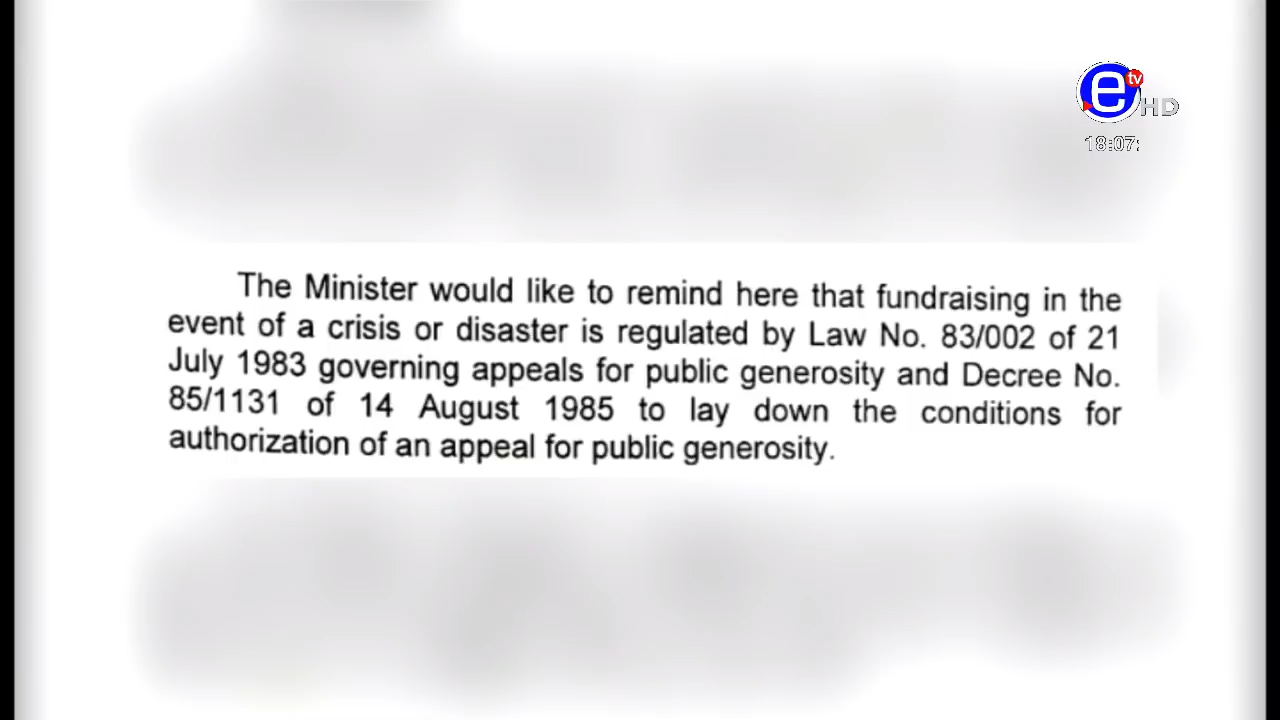 e tv
HD
18:07:
The Minister would like to remind here that fundraising in the
event of a crisis or disaster is regulated by Law No. 83/002 of 21
July 1983 governing appeals for public generosity and Decree No.
85/1131 of 14 August 1985 to lay down the conditions for
authorization of an appeal for public generosity.